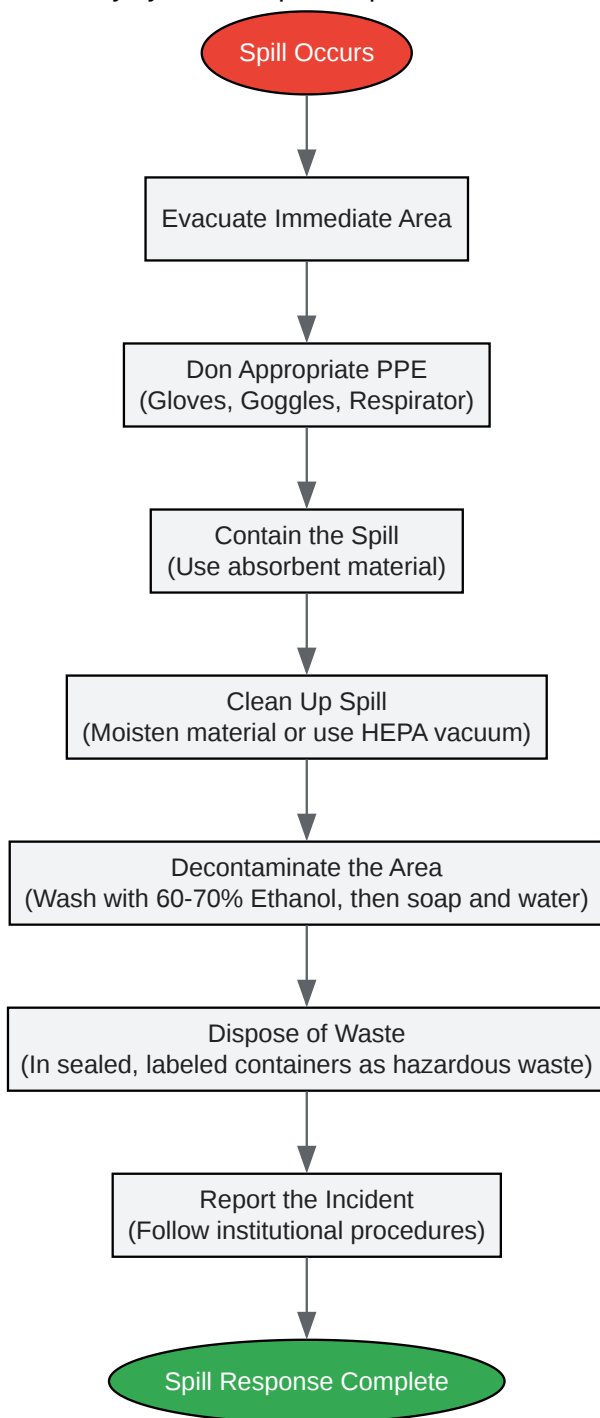 Spill Occurs
Evacuate Immediate Area
Don Appropriate PPE
(Gloves, Goggles, Respirator)
Contain the Spill
(Use absorbent material)
Clean Up Spill
(Moisten material or use HEPA vacuum)
Decontaminate the Area
(Wash with 60-70% Ethanol, then soap and water)
Dispose of Waste
(In sealed, labeled containers as hazardous waste)
Report the Incident
(Follow institutional procedures)
Spill Response Complete